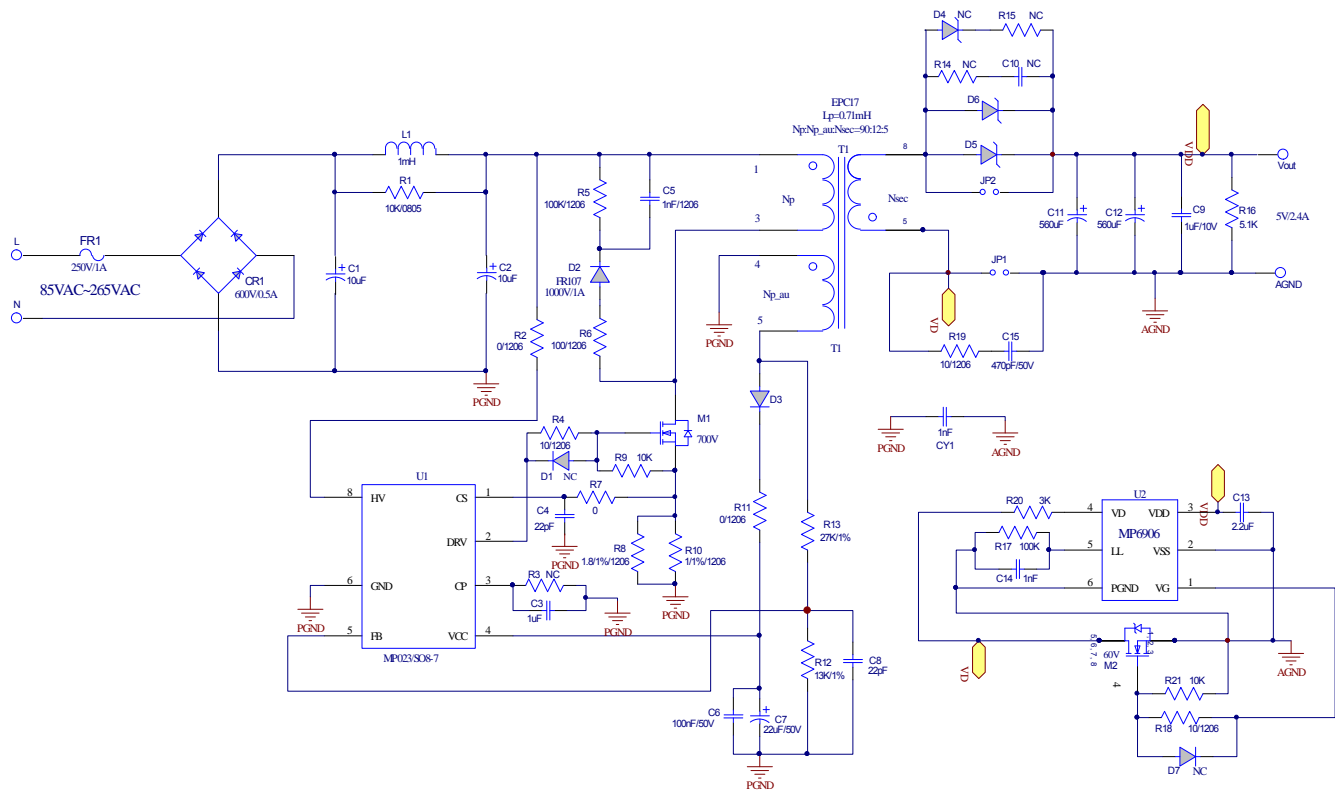 D4
NC
R15
NC
R14
NC
C10
NC
D6
D5
JP2
EPC17
Lp=0.71mH
Np:Np_au:Nsec=90:12:5
T1
1
Np
3
4
Np_au
5
T1
8
Nsec
5
VDD
Vout
C11
560uF
C12
560uF
C9
1uF/10V
R16
5.1K
5V/2.4A
JP1
AGND
AGND
VD
R19
10/1206
C15
470pF/50V
L1
1mH
R1
10K/0805
L
FR1
250V/1A
N
85VAC~265VAC
CR1
600V/0.5A
C1
10uF
C2
10uF
PGND
R2
0/1206
R5
100K/1206
C5
1nF/1206
D2
FR107
1000V/1A
R6
100/1206
PGND
M1
700V
R4
10/1206
D1
NC
R9
10K
R7
0
C4
22pF
PGND
R8
1.8/1%/1206
R10
1/1%/1206
PGND
R3
NC
C3
1uF
PGND
U1
8
HV
CS
1
DRV
2
6
GND
CP
3
5
FB
VCC
4
MP023/SO8-7
PGND
D3
R11
0/1206
R13
27K/1%
R12
13K/1%
C8
22pF
C6
100nF/50V
C7
22uF/50V
PGND
PGND
1nF
CY1
AGND
U2
MP6906
R20
3K
4
VD
VDD
3
VDD
C13
2.2uF
R17
100K
5
LL
VSS
2
C14
1nF
6
PGND
VG
1
VD
5, 6, 7, 8
60V
M2
1, 2, 3
4
AGND
R21
10K
R18
10/1206
D7
NC